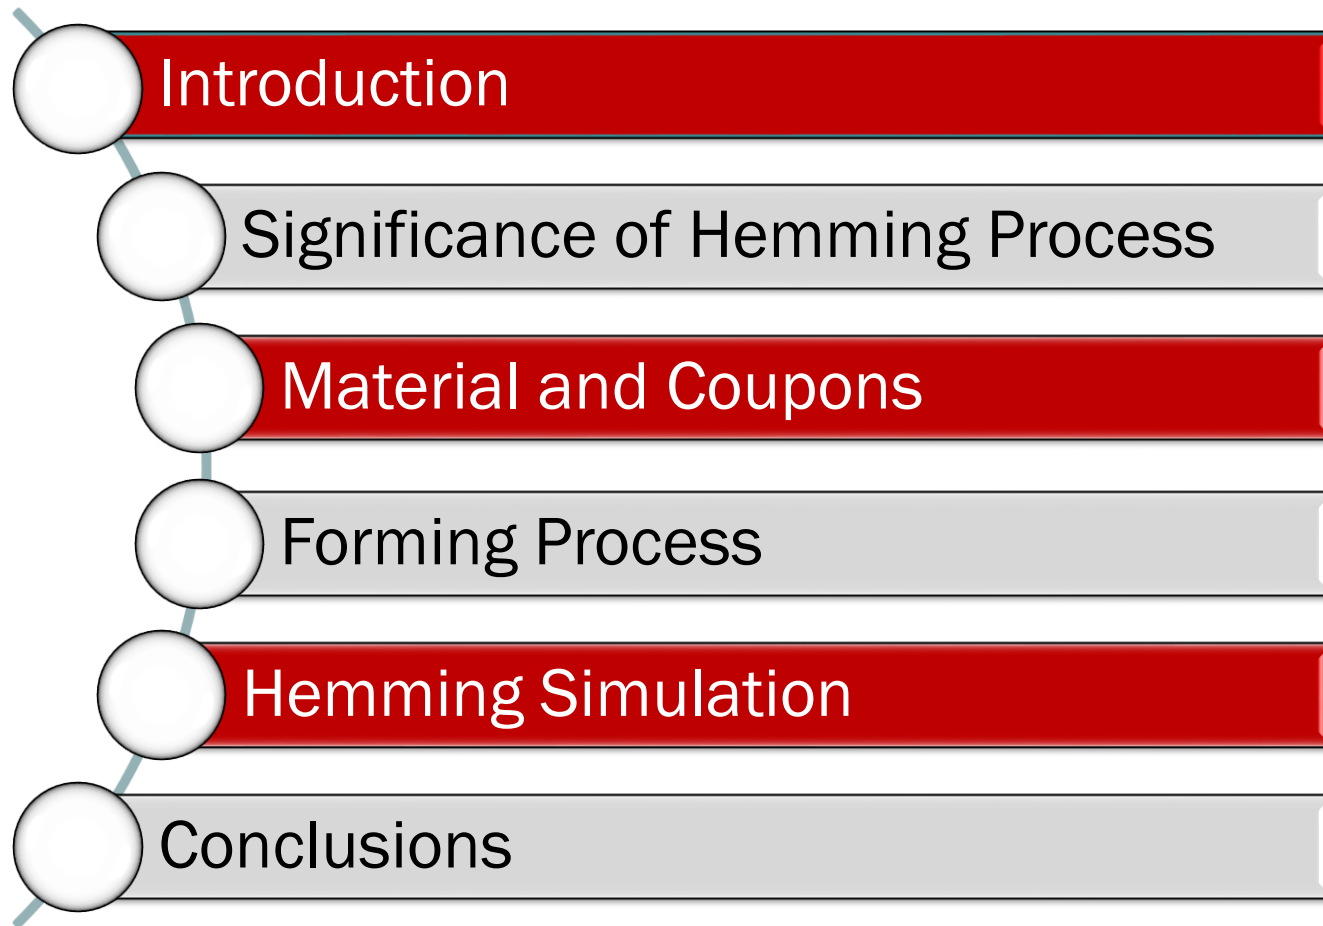 Introduction
Significance of Hemming Process
Material and Coupons
Forming Process
Hemming Simulation
Conclusions